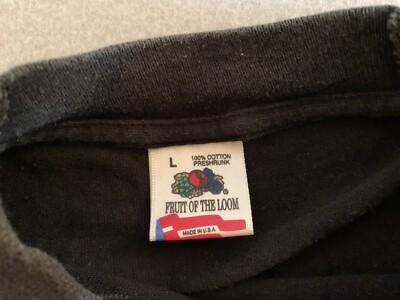 L 100% COTTON
PRESHRUNK
®
FRUIT OF THE LOOM
MADE IN U.S.A.